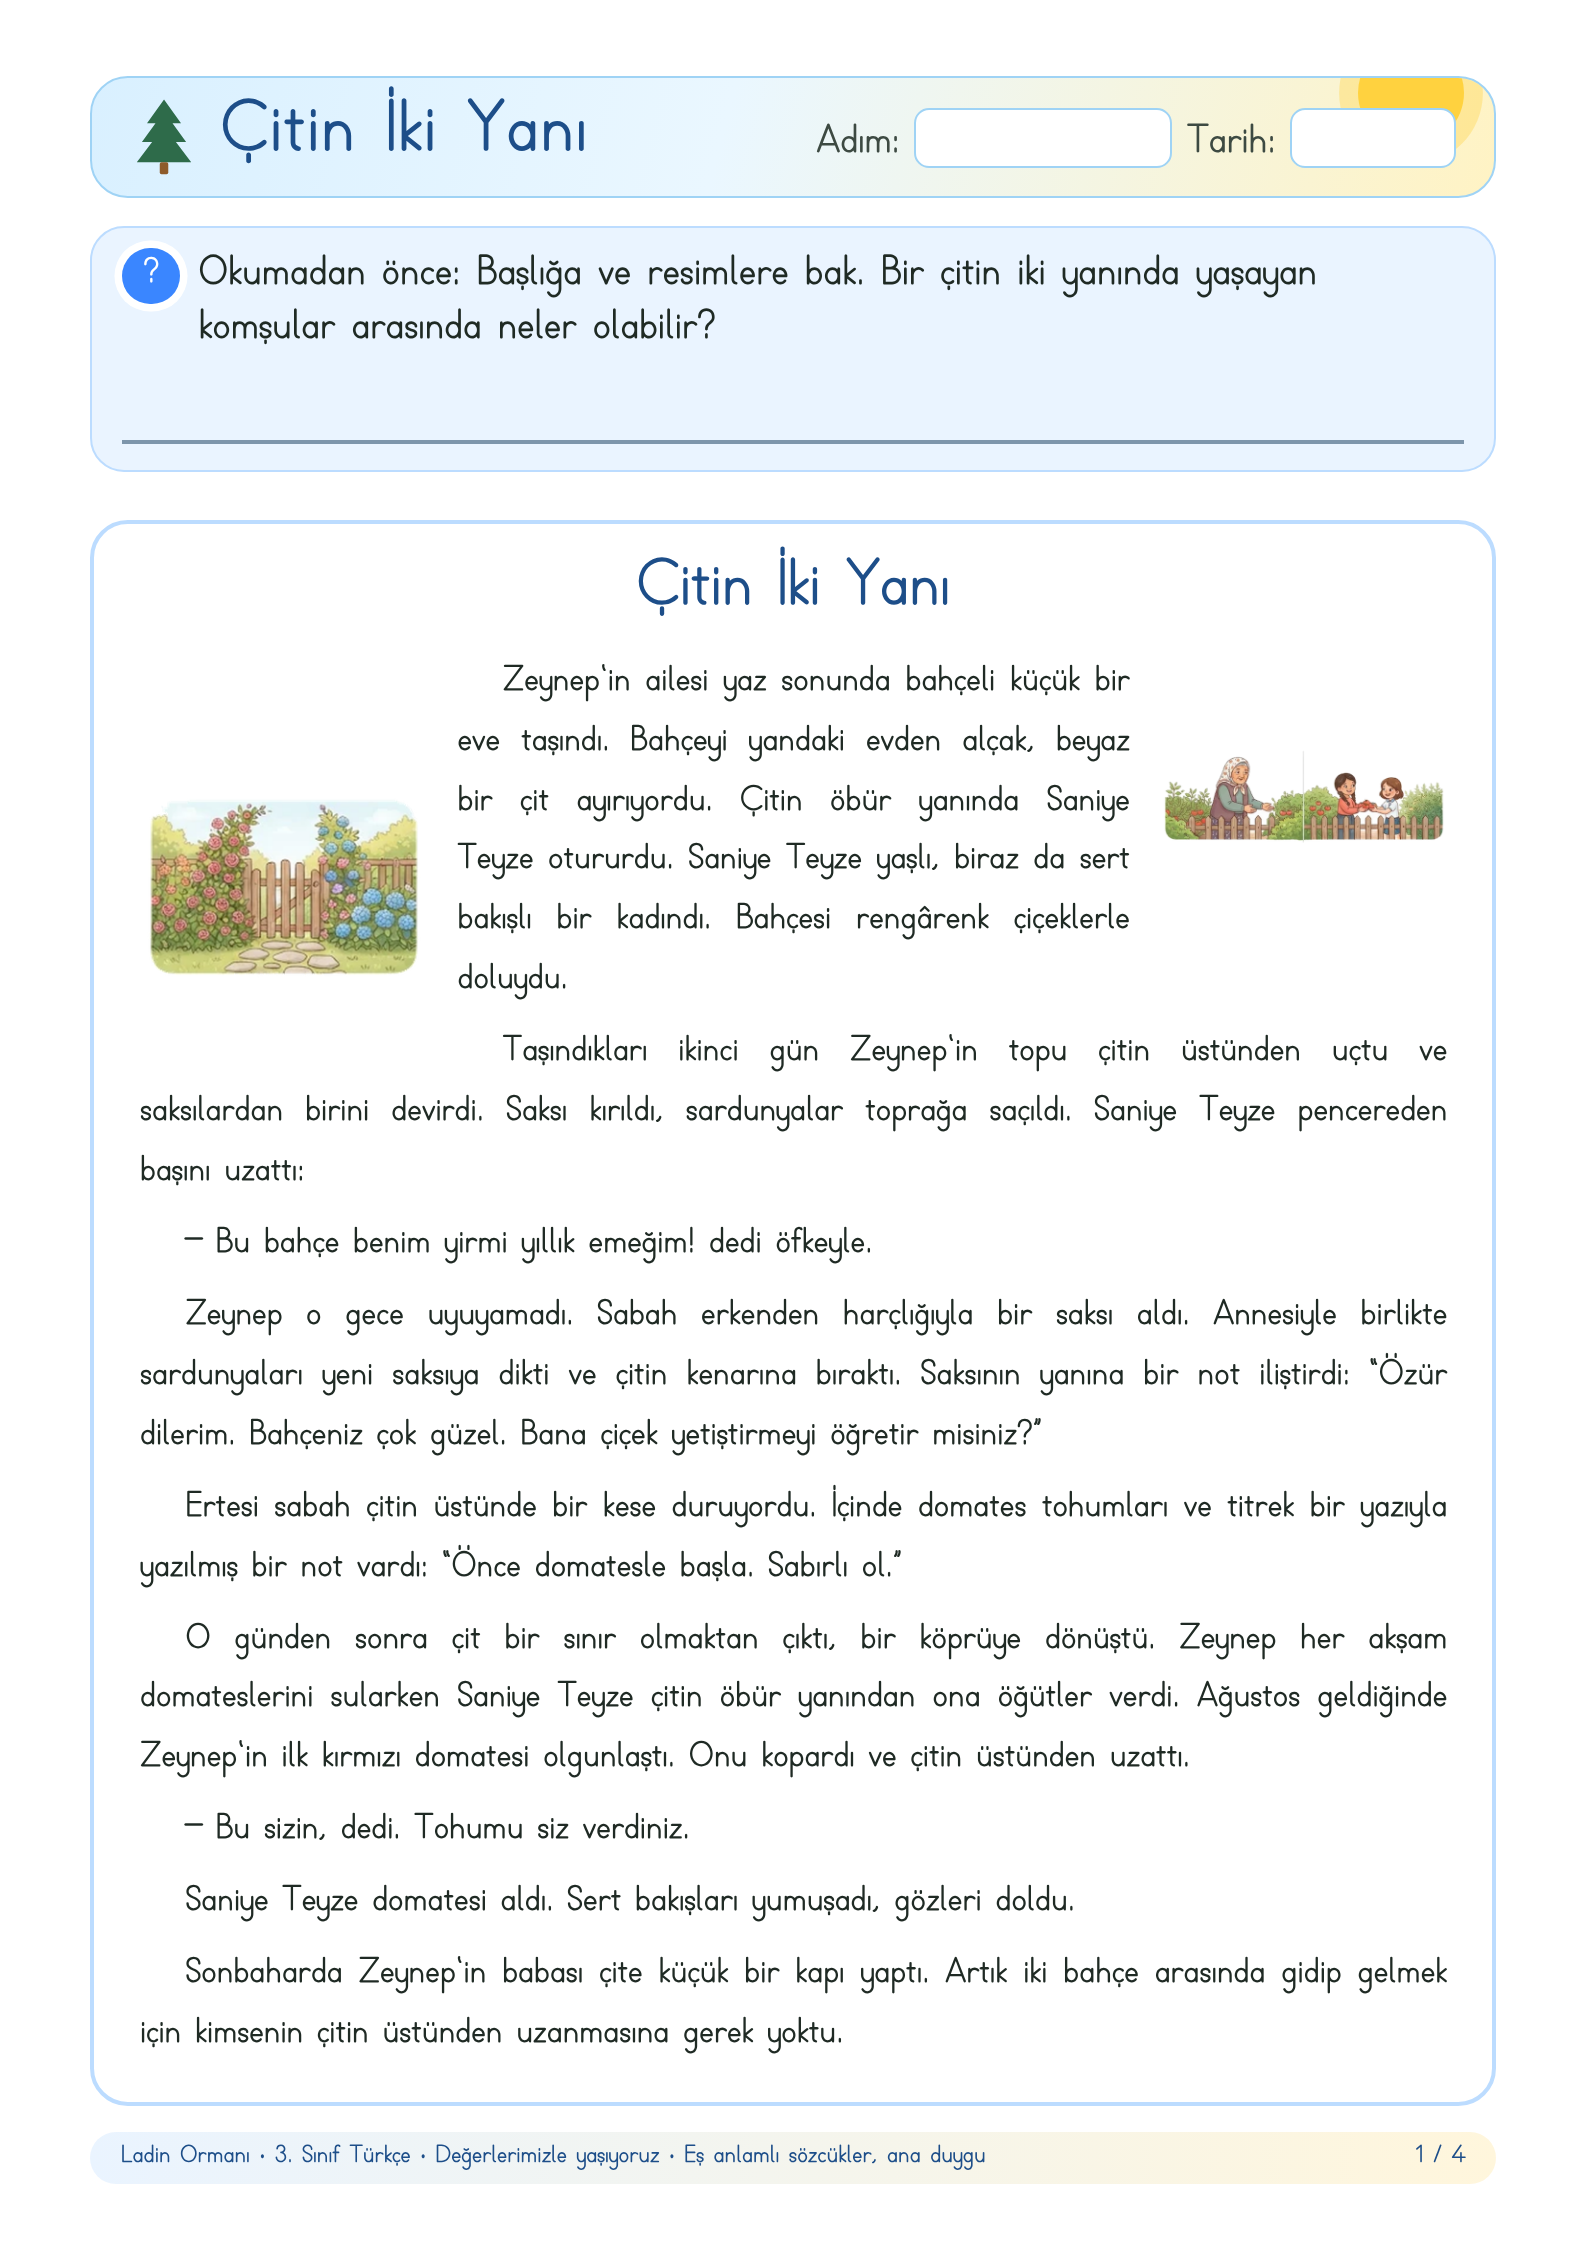 Çitin İki Yanı
Adım:
Tarih:
?
Okumadan önce: Başlığa ve resimlere bak. Bir çitin iki yanında yaşayan
komşular arasında neler olabilir?
Çitin İki Yanı
Zeynep'in ailesi yaz sonunda bahçeli küçük bir
eve taşındı. Bahçeyi yandaki evden alçak, beyaz
bir çit ayırıyordu. Çitin öbür yanında Saniye
Teyze otururdu. Saniye Teyze yaşlı, biraz da sert
bakışlı bir kadındı. Bahçesi rengârenk çiçeklerle
doluydu.
Taşındıkları ikinci gün Zeynep'in topu çitin üstünden uçtu ve
saksılardan birini devirdi. Saksı kırıldı, sardunyalar toprağa saçıldı. Saniye Teyze pencereden
başını uzattı:
– Bu bahçe benim yirmi yıllık emeğim! dedi öfkeyle.
Zeynep o gece uyuyamadı. Sabah erkenden harçlığıyla bir saksı aldı. Annesiyle birlikte
sardunyaları yeni saksıya dikti ve çitin kenarına bıraktı. Saksının yanına bir not iliştirdi: “Özür
dilerim. Bahçeniz çok güzel. Bana çiçek yetiştirmeyi öğretir misiniz?”
Ertesi sabah çitin üstünde bir kese duruyordu. İçinde domates tohumları ve titrek bir yazıyla
yazılmış bir not vardı: “Önce domatesle başla. Sabırlı ol.”
O günden sonra çit bir sınır olmaktan çıktı, bir köprüye dönüştü. Zeynep her akşam
domateslerini sularken Saniye Teyze çitin öbür yanından ona öğütler verdi. Ağustos geldiğinde
Zeynep'in ilk kırmızı domatesi olgunlaştı. Onu kopardı ve çitin üstünden uzattı.
– Bu sizin, dedi. Tohumu siz verdiniz.
Saniye Teyze domatesi aldı. Sert bakışları yumuşadı, gözleri doldu.
Sonbaharda Zeynep'in babası çite küçük bir kapı yaptı. Artık iki bahçe arasında gidip gelmek
için kimsenin çitin üstünden uzanmasına gerek yoktu.
Ladin Ormanı • 3. Sınıf Türkçe • Değerlerimizle yaşıyoruz • Eş anlamlı sözcükler, ana duygu
1 / 4